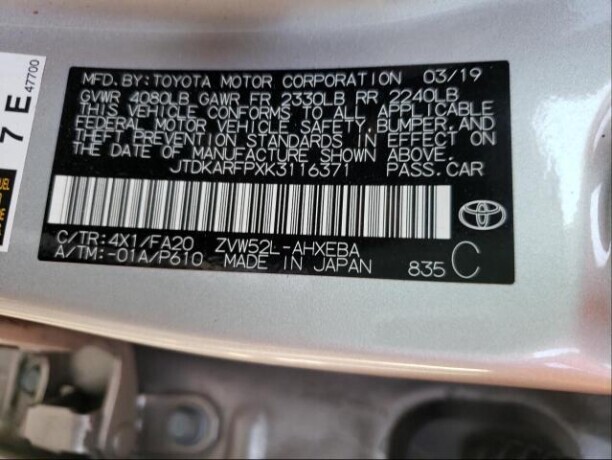 MFD.BY:TOYOTA MOTOR CORPORATION 03/19
GVWR 4080LB GAWR FR 2330LB RR 2240LB
THIS VEHICLE CONFORMS TO ALL APPLICABLE
FEDERAL MOTOR VEHICLE SAFETY,BUMPER,AND
THEFT PREVENTION STANDARDS IN EFFECT ON
THE DATE OF MANUFACTURE SHOWN ABOVE.
JTDKARFPXK3116371 PASS.CAR
C/TR:4X1/FA20 ZVW52L-AHXEBA
A/TM:-01A/P610 MADE IN JAPAN 835 C
7 E
47700